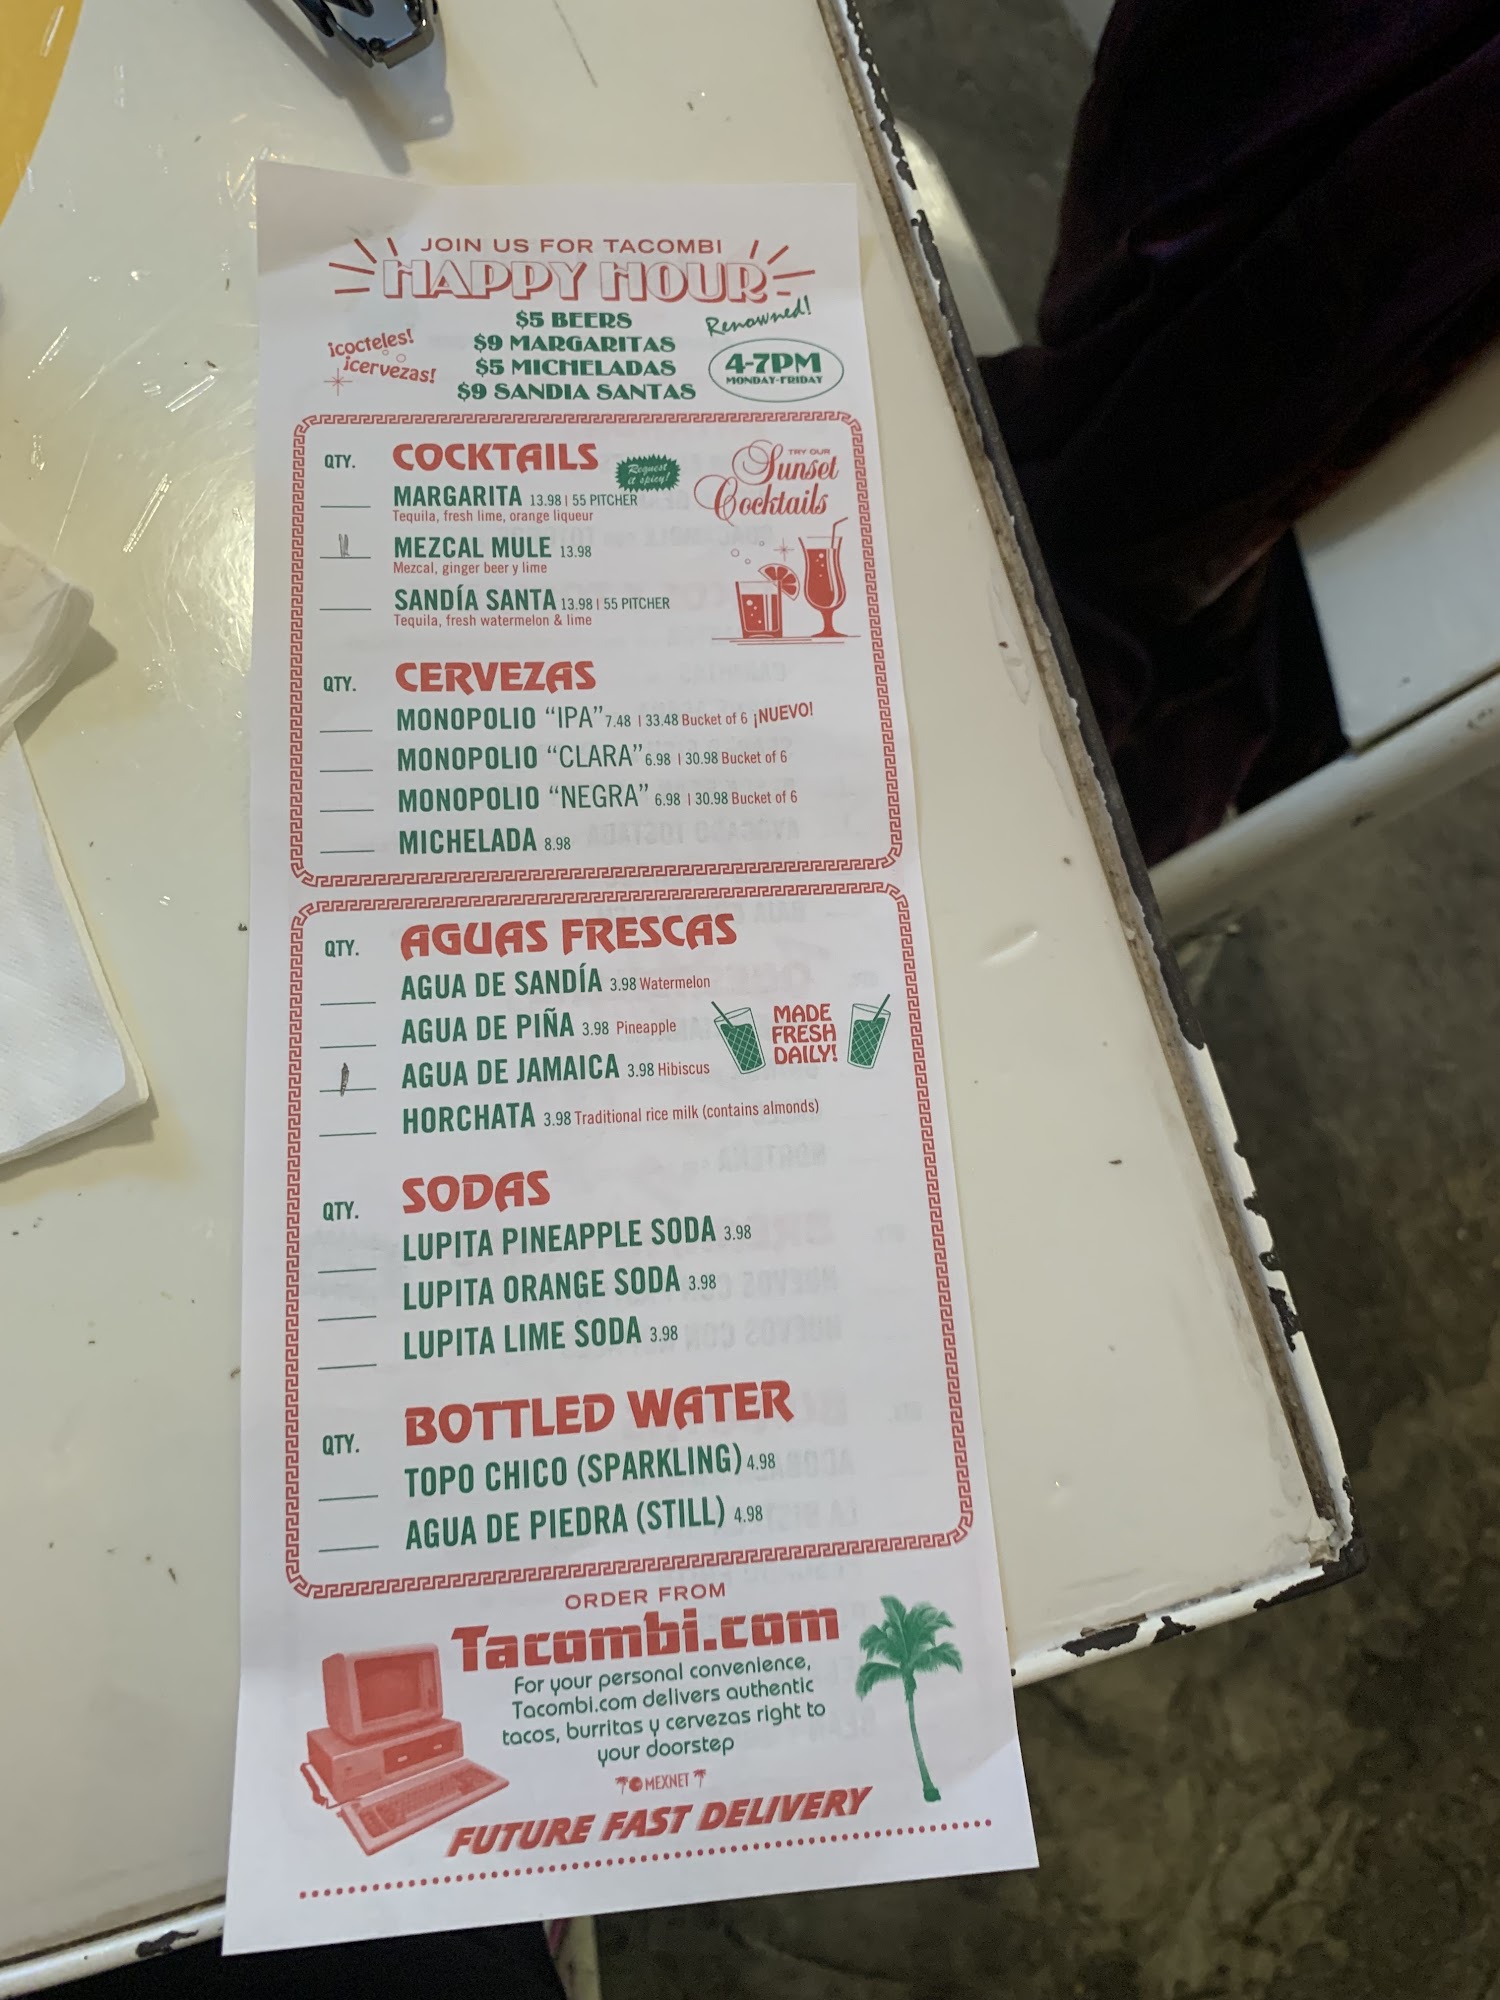 JOIN US FOR TACOMBI
HAPPY HOUR
$5 BEERS
$9 MARGARITAS
$5 MICHELADAS
$9 SANDIA SANTAS
¡cocteles!
¡cervezas!
Renowned!
4-7PM
MONDAY-FRIDAY
QTY. COCKTAILS
Request it spicy!
TRY OUR
Sunset
Cocktails
MARGARITA 13.98 | 55 PITCHER
Tequila, fresh lime, orange liqueur
MEZCAL MULE 13.98
Mezcal, ginger beer y lime
SANDÍA SANTA 13.98 | 55 PITCHER
Tequila, fresh watermelon & lime
QTY. CERVEZAS
MONOPOLIO “IPA” 7.48 | 33.48 Bucket of 6 ¡NUEVO!
MONOPOLIO “CLARA” 6.98 | 30.98 Bucket of 6
MONOPOLIO “NEGRA” 6.98 | 30.98 Bucket of 6
MICHELADA 8.98
QTY. AGUAS FRESCAS
AGUA DE SANDÍA 3.98 Watermelon
AGUA DE PIÑA 3.98 Pineapple
AGUA DE JAMAICA 3.98 Hibiscus
HORCHATA 3.98 Traditional rice milk (contains almonds)
MADE
FRESH
DAILY!
QTY. SODAS
LUPITA PINEAPPLE SODA 3.98
LUPITA ORANGE SODA 3.98
LUPITA LIME SODA 3.98
QTY. BOTTLED WATER
TOPO CHICO (SPARKLING) 4.98
AGUA DE PIEDRA (STILL) 4.98
ORDER FROM
Tacombi.com
For your personal convenience,
Tacombi.com delivers authentic
tacos, burritas y cervezas right to
your doorstep
MEXNET
FUTURE FAST DELIVERY